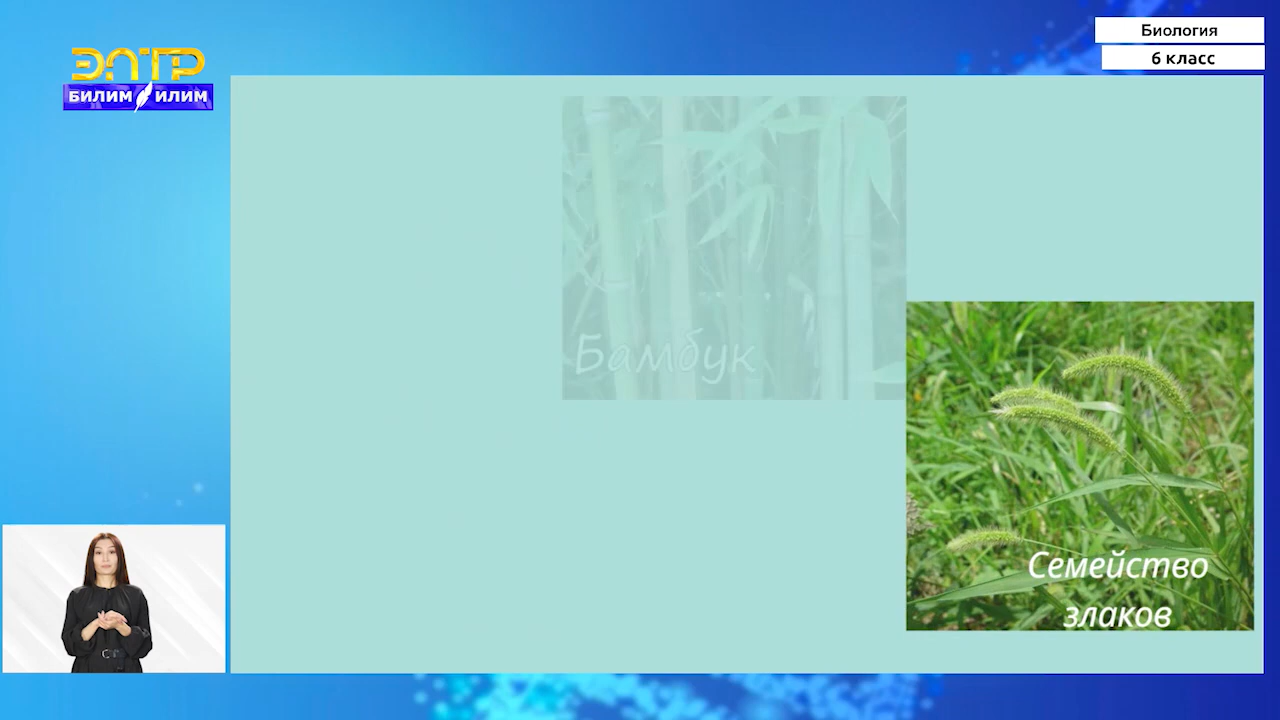 Биология
6 класс
ЭЛТР
БИЛИМ ИЛИМ
Бамбук
Семейство
злаков